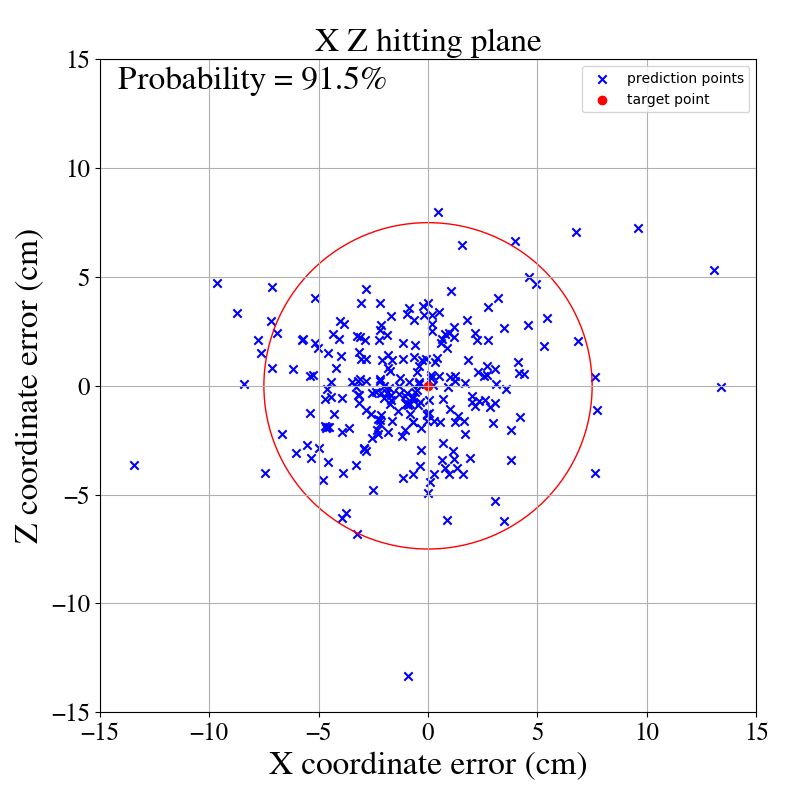 X Z hitting plane
Probability = 91.5%
prediction points
target point
Z coordinate error (cm)
15
10
5
0
−5
−10
−15
−15 −10 −5 0 5 10 15
X coordinate error (cm)